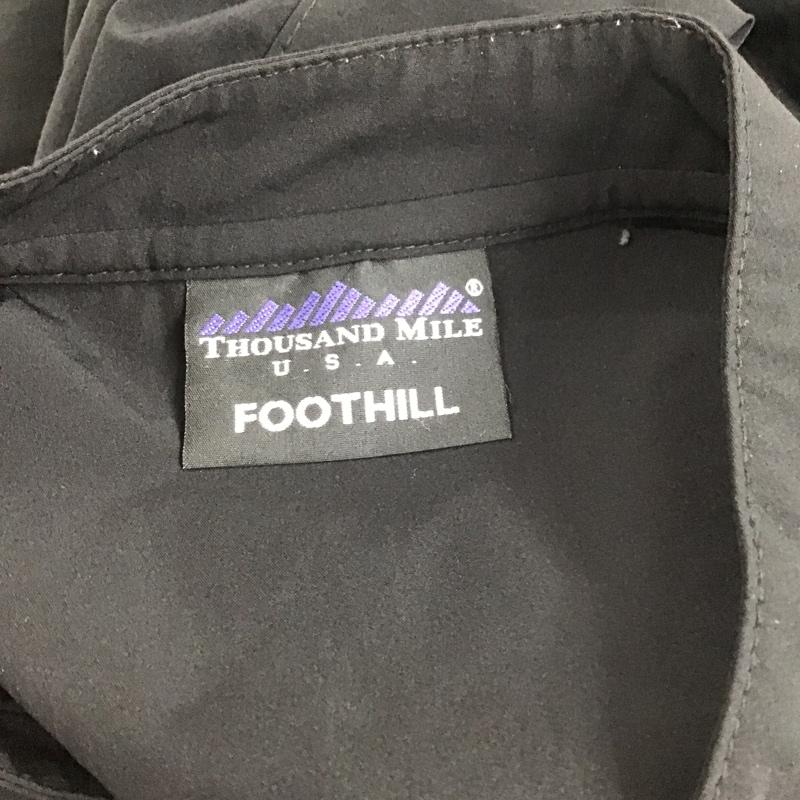 ®
THOUSAND MILE
U . S . A .
FOOTHILL